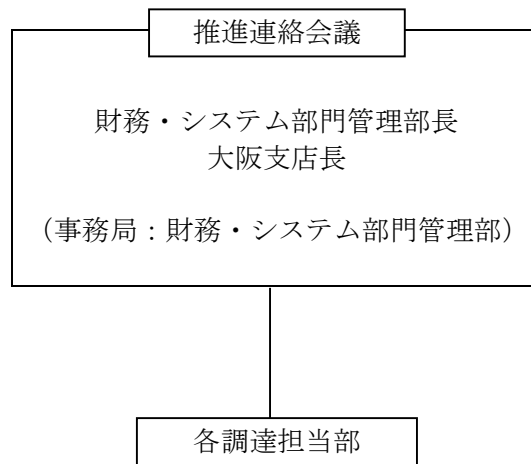 推進連絡会議
財務・システム部門管理部長
大阪支店長
（事務局：財務・システム部門管理部）
各調達担当部